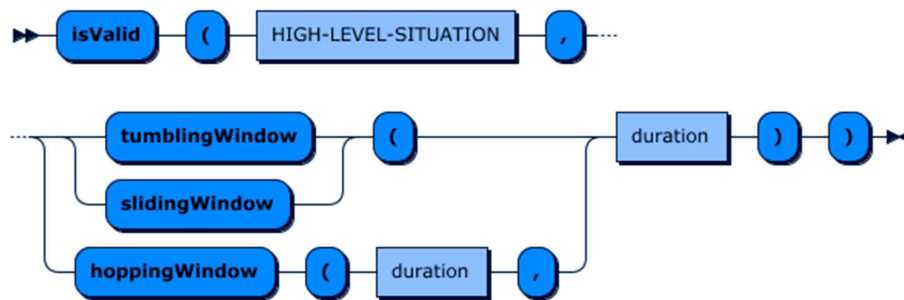 isValid ( HIGH-LEVEL-SITUATION ,
tumblingWindow ( duration ) )
slidingWindow
hoppingWindow ( duration ,